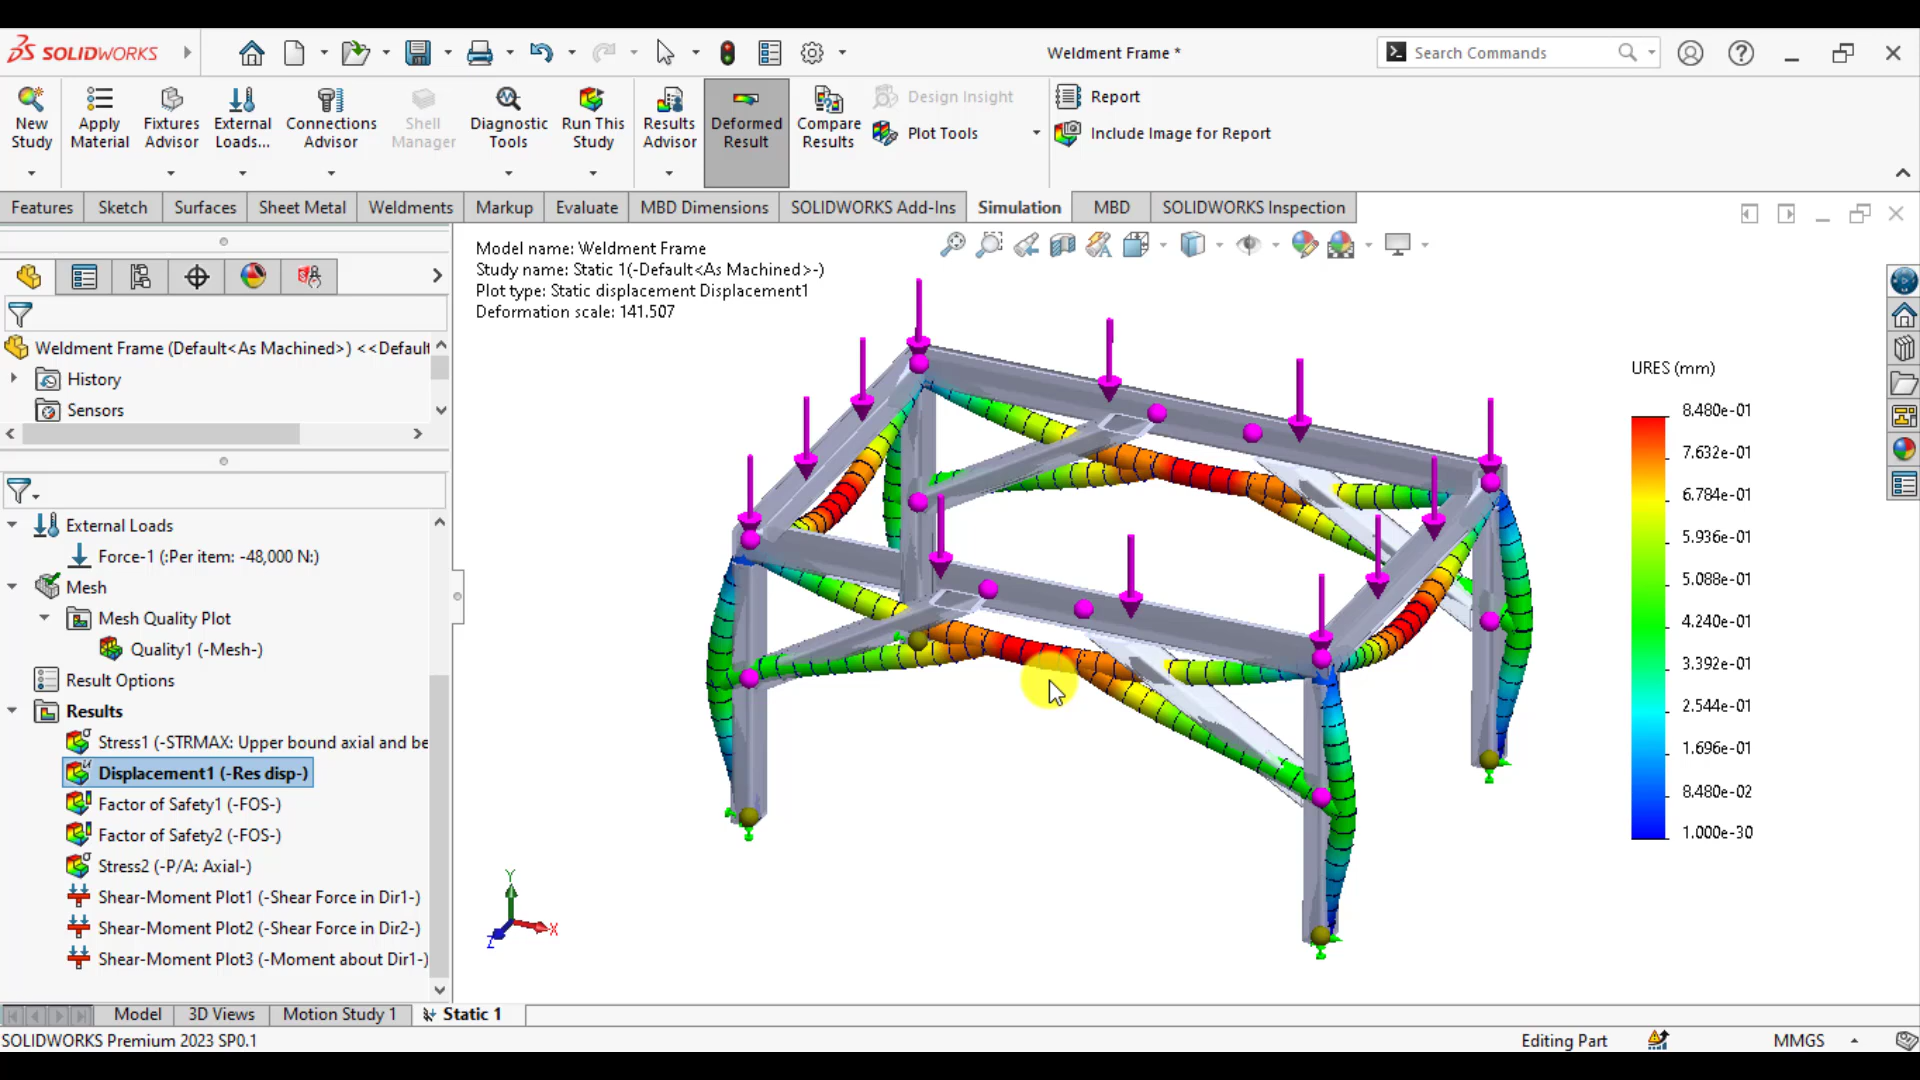 SOLIDWORKS
Weldment Frame *
Search Commands
New Study
Apply Material
Fixtures Advisor
External Loads...
Connections Advisor
Shell Manager
Diagnostic Tools
Run This Study
Results Advisor
Deformed Result
Compare Results
Design Insight
Plot Tools
Report
Include Image for Report
Features
Sketch
Surfaces
Sheet Metal
Weldments
Markup
Evaluate
MBD Dimensions
SOLIDWORKS Add-Ins
Simulation
MBD
SOLIDWORKS Inspection
Weldment Frame (Default<As Machined>) <<Default
History
Sensors
External Loads
Force-1 (:Per item: -48,000 N:)
Mesh
Mesh Quality Plot
Quality1 (-Mesh-)
Result Options
Results
Stress1 (-STRMAX: Upper bound axial and be
Displacement1 (-Res disp-)
Factor of Safety1 (-FOS-)
Factor of Safety2 (-FOS-)
Stress2 (-P/A: Axial-)
Shear-Moment Plot1 (-Shear Force in Dir1-)
Shear-Moment Plot2 (-Shear Force in Dir2-)
Shear-Moment Plot3 (-Moment about Dir1-)
Model name: Weldment Frame
Study name: Static 1(-Default<As Machined>-)
Plot type: Static displacement Displacement1
Deformation scale: 141.507
URES (mm)
8.480e-01
7.632e-01
6.784e-01
5.936e-01
5.088e-01
4.240e-01
3.392e-01
2.544e-01
1.696e-01
8.480e-02
1.000e-30
Y
X
Z
Model
3D Views
Motion Study 1
Static 1
SOLIDWORKS Premium 2023 SP0.1
Editing Part
MMGS